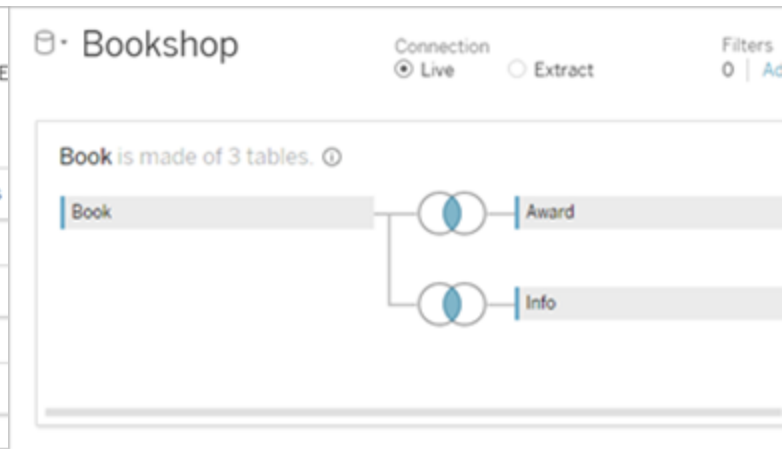 Bookshop
Connection
Live
Extract
Filters
0
Book is made of 3 tables.
Book
Award
Info